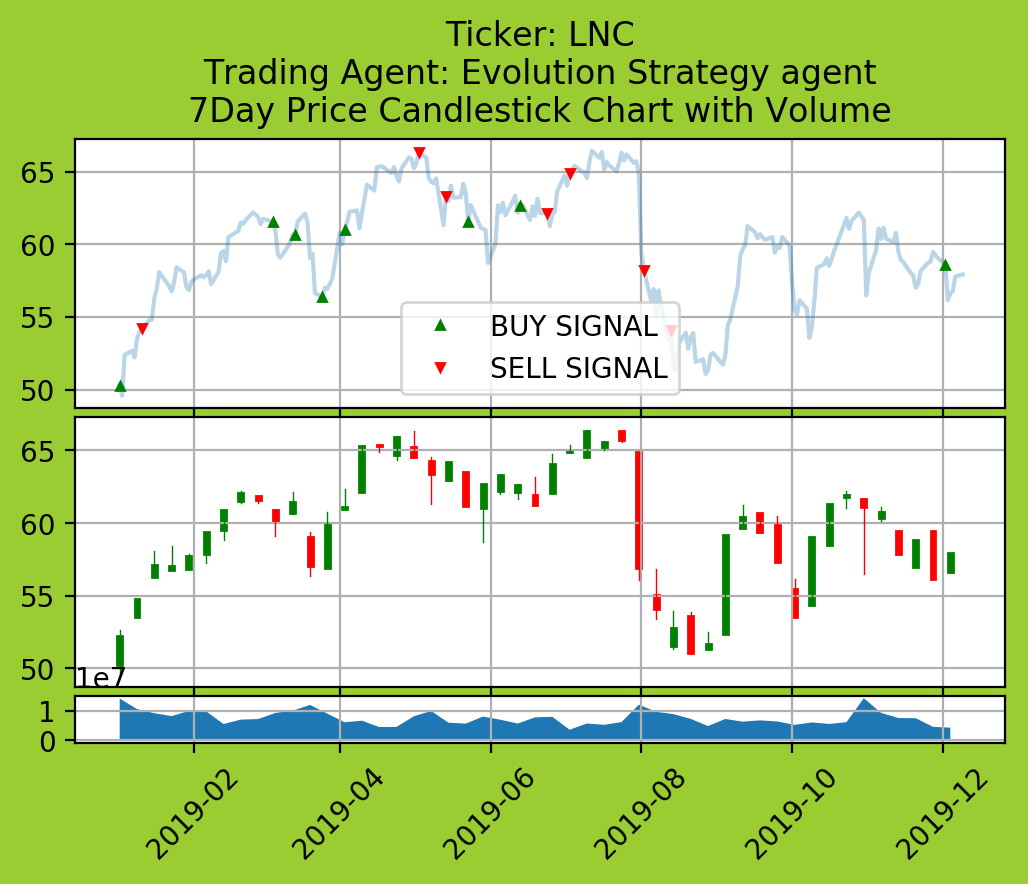 Ticker: LNC
Trading Agent: Evolution Strategy agent
7Day Price Candlestick Chart with Volume
65
60
55
50
BUY SIGNAL
SELL SIGNAL
65
60
55
50
1e7
1
0
2019-02
2019-04
2019-06
2019-08
2019-10
2019-12